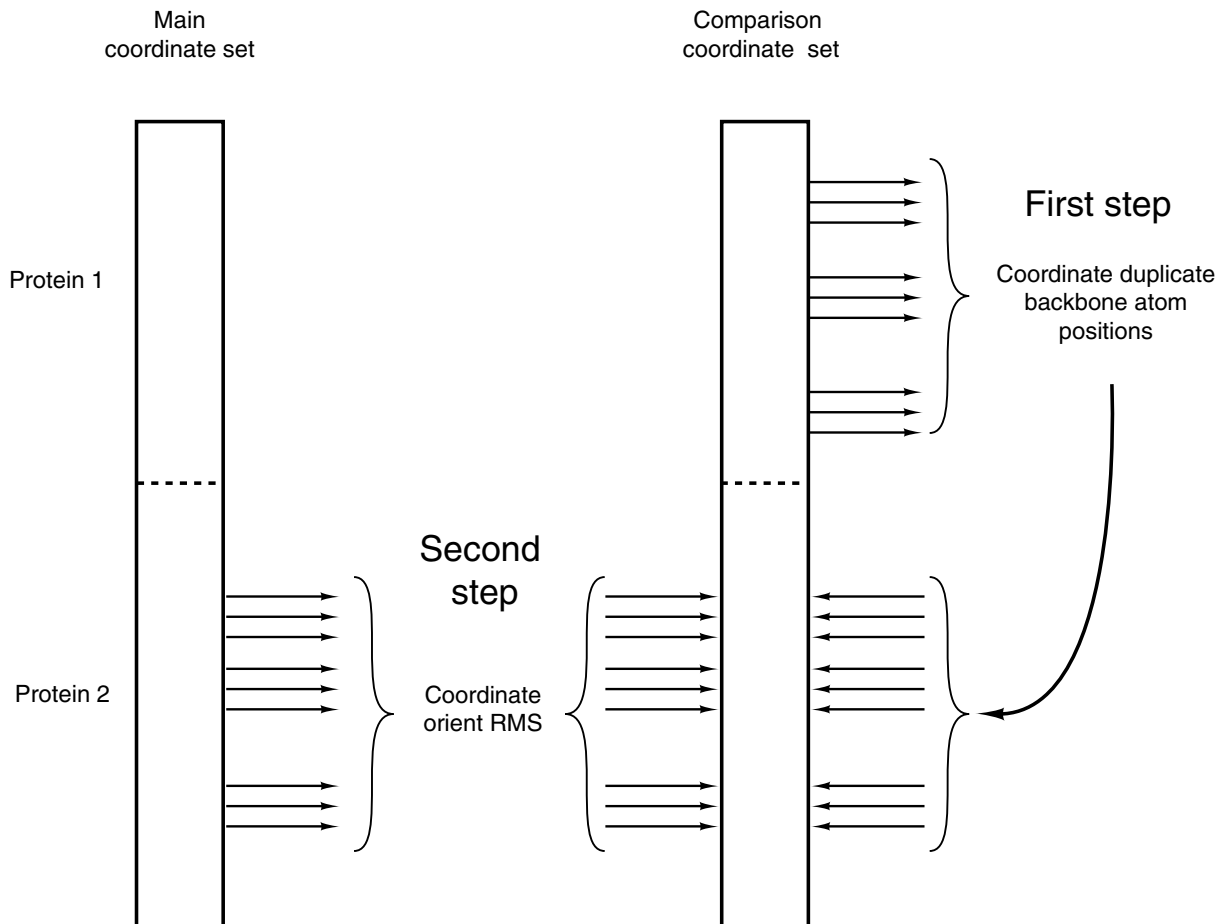 Main
coordinate set
Comparison
coordinate set
First step
Protein 1
Coordinate duplicate
backbone atom
positions
Second
step
Protein 2
Coordinate
orient RMS